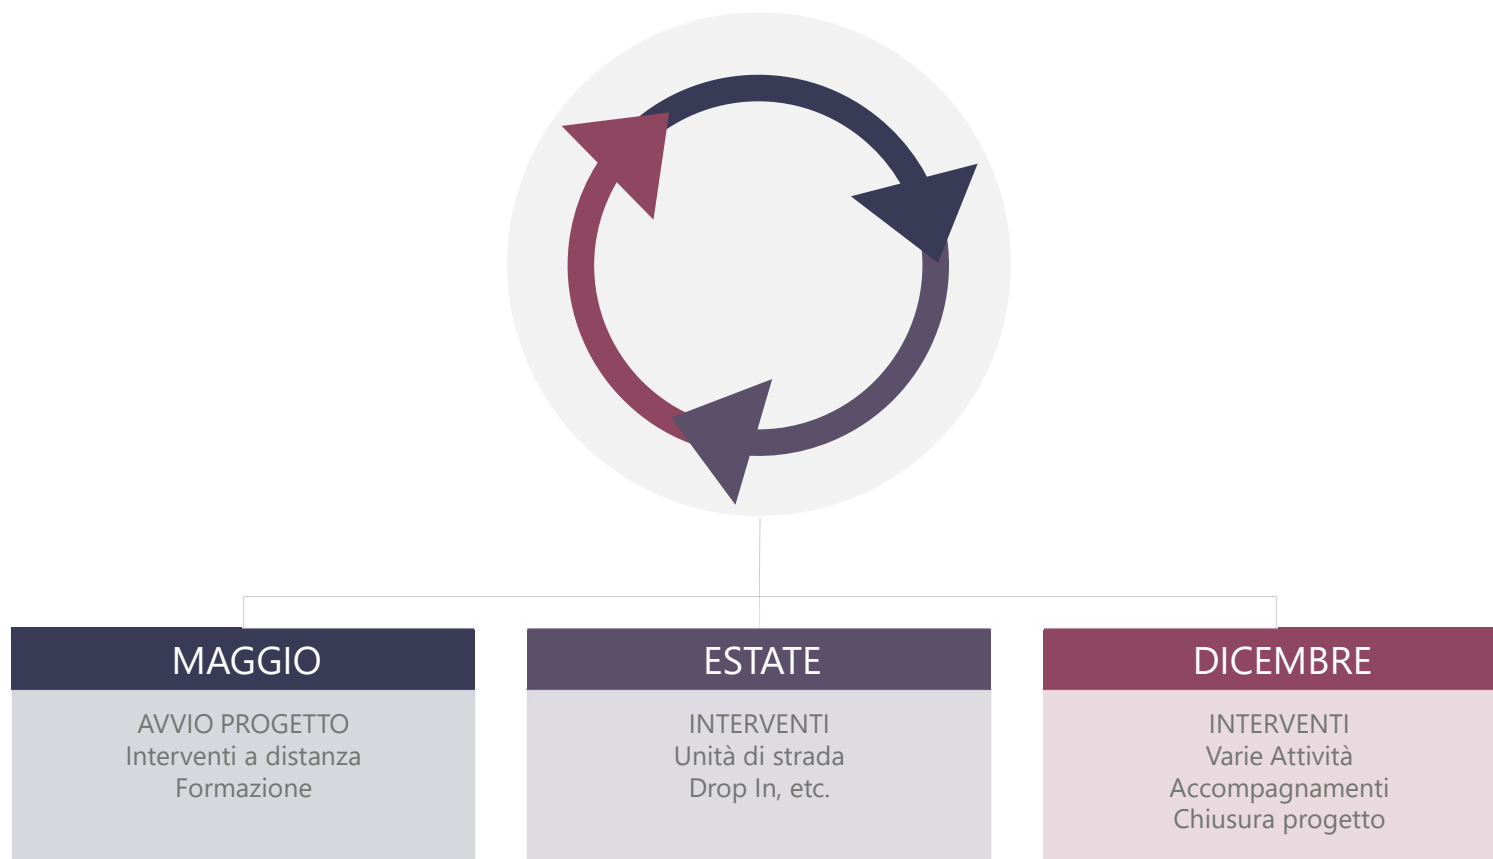 MAGGIO
AVVIO PROGETTO
Interventi a distanza
Formazione
ESTATE
INTERVENTI
Unità di strada
Drop In, etc.
DICEMBRE
INTERVENTI
Varie Attività
Accompagnamenti
Chiusura progetto